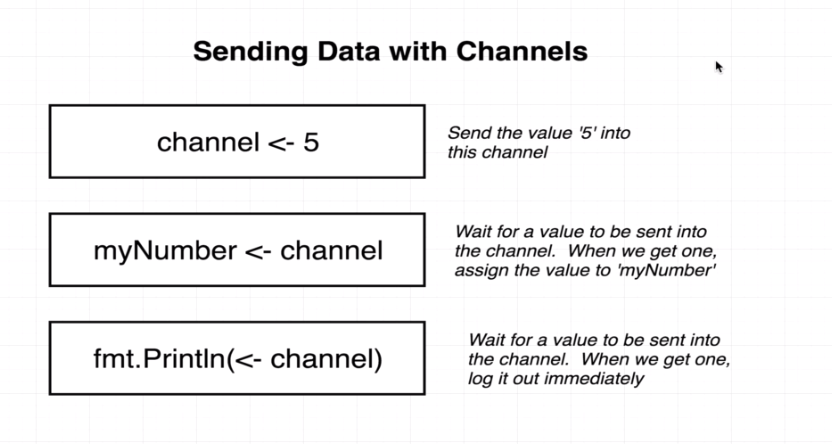 Sending Data with Channels
channel <- 5
Send the value '5' into
this channel
myNumber <- channel
Wait for a value to be sent into
the channel.  When we get one,
assign the value to 'myNumber'
fmt.Println(<- channel)
Wait for a value to be sent into
the channel.  When we get one,
log it out immediately